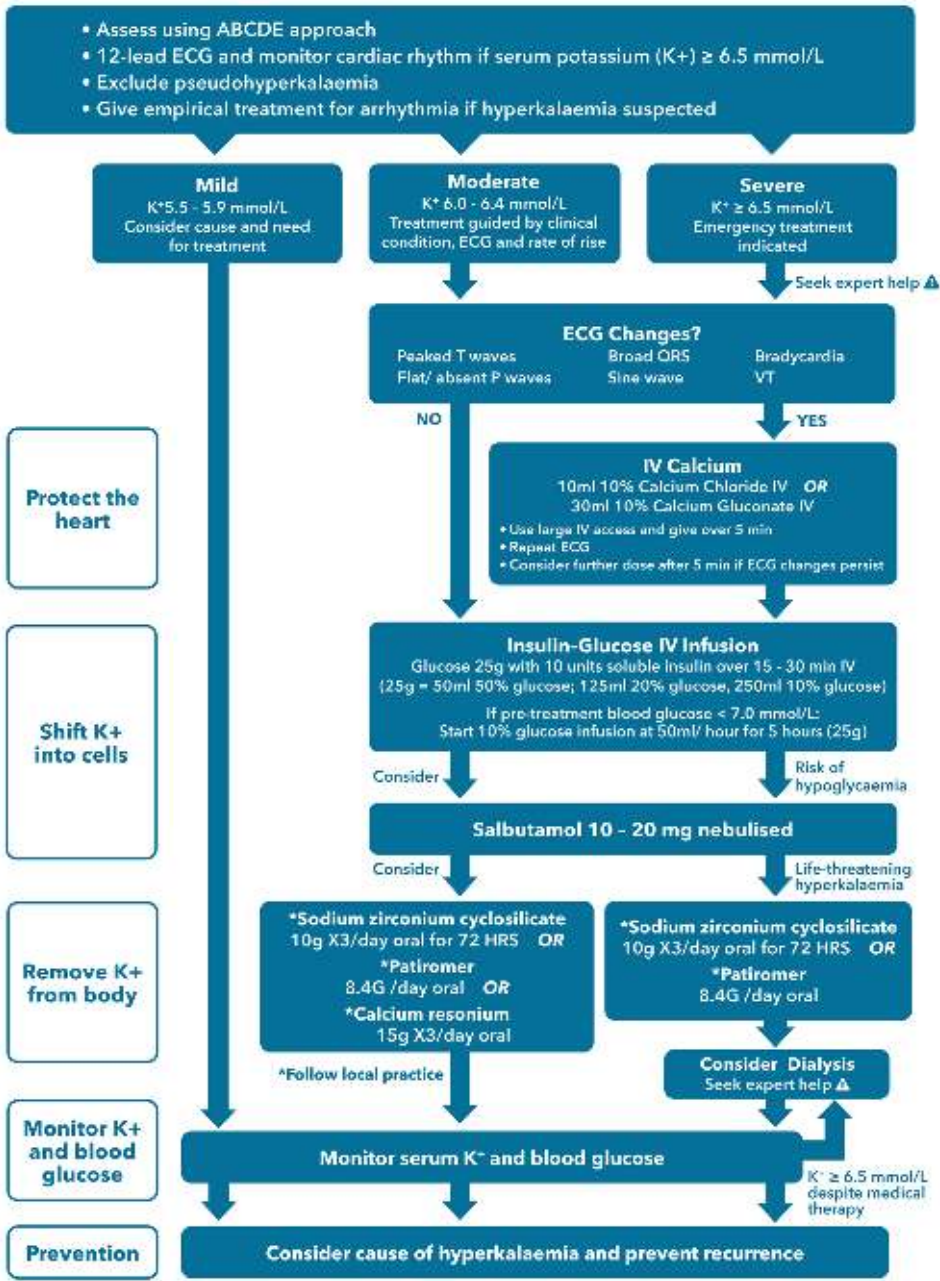 • Assess using ABCDE approach
• 12-lead ECG and monitor cardiac rhythm if serum potassium (K+) ≥ 6.5 mmol/L
• Exclude pseudohyperkalaemia
• Give empirical treatment for arrhythmia if hyperkalaemia suspected
Mild
K⁺5.5 - 5.9 mmol/L
Consider cause and need
for treatment
Moderate
K⁺ 6.0 - 6.4 mmol/L
Treatment guided by clinical
condition, ECG and rate of rise
Severe
K⁺ ≥ 6.5 mmol/L
Emergency treatment
indicated
Seek expert help ⚠
ECG Changes?
Peaked T waves Broad QRS Bradycardia
Flat/ absent P waves Sine wave VT
NO
YES
Protect the
heart
IV Calcium
10ml 10% Calcium Chloride IV OR
30ml 10% Calcium Gluconate IV
• Use large IV access and give over 5 min
• Repeat ECG
• Consider further dose after 5 min if ECG changes persist
Shift K+
into cells
Insulin-Glucose IV Infusion
Glucose 25g with 10 units soluble insulin over 15 - 30 min IV
(25g = 50ml 50% glucose; 125ml 20% glucose, 250ml 10% glucose)
If pre-treatment blood glucose < 7.0 mmol/L:
Start 10% glucose infusion at 50ml/ hour for 5 hours (25g)
Consider
Risk of
hypoglycaemia
Salbutamol 10 - 20 mg nebulised
Consider
Life-threatening
hyperkalaemia
Remove K+
from body
*Sodium zirconium cyclosilicate
10g X3/day oral for 72 HRS OR
*Patiromer
8.4G /day oral OR
*Calcium resonium
15g X3/day oral
*Sodium zirconium cyclosilicate
10g X3/day oral for 72 HRS OR
*Patiromer
8.4G /day oral
*Follow local practice
Consider Dialysis
Seek expert help ⚠
Monitor K+
and blood
glucose
Monitor serum K⁺ and blood glucose
K⁺ ≥ 6.5 mmol/L
despite medical
therapy
Prevention
Consider cause of hyperkalaemia and prevent recurrence